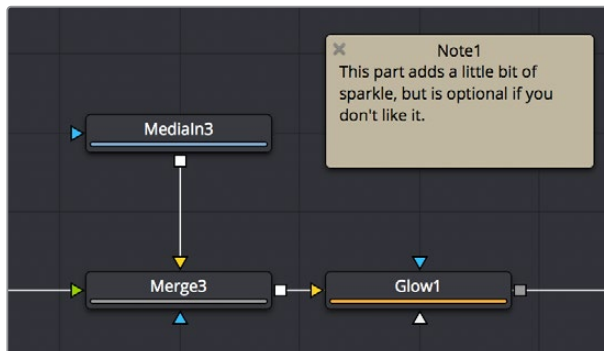 Note1
This part adds a little bit of
sparkle, but is optional if you
don't like it.
MediaIn3
Merge3
Glow1